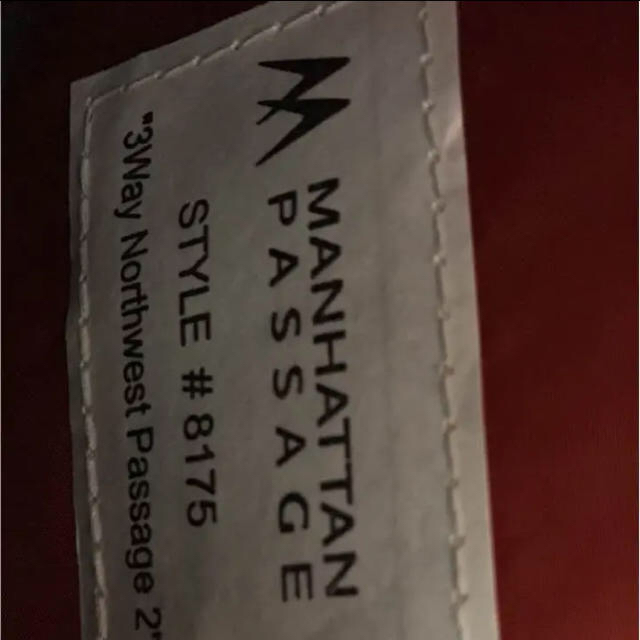 MANHATTAN
PASSAGE
STYLE # 8175
"3Way Northwest Passage 2"